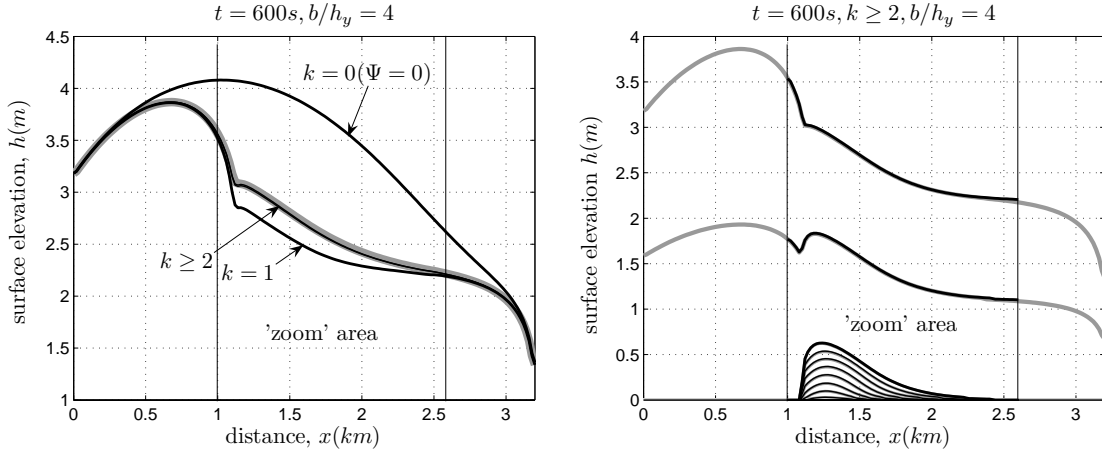 t = 600s, b/h_y = 4
surface elevation, h(m)
4.5
4
3.5
3
2.5
2
1.5
1
k = 0(Ψ = 0)
k ≥ 2
k = 1
'zoom' area
0 0.5 1 1.5 2 2.5 3
distance, x(km)
t = 600s, k ≥ 2, b/h_y = 4
surface elevation h(m)
4
3.5
3
2.5
2
1.5
1
0.5
0
'zoom' area
0 0.5 1 1.5 2 2.5 3
distance, x(km)